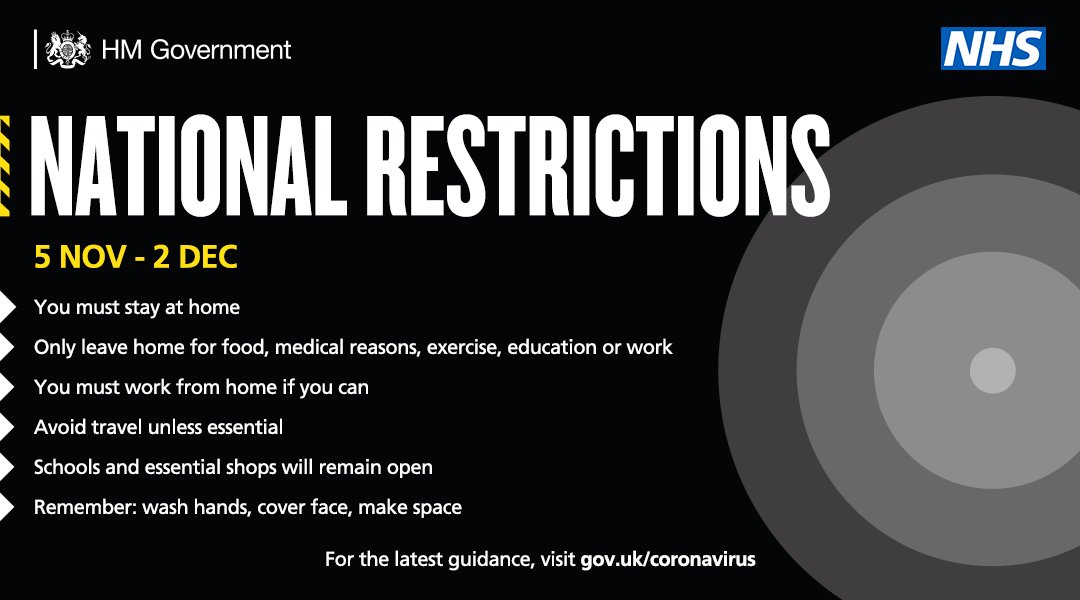 HM Government
NHS
NATIONAL RESTRICTIONS
5 NOV - 2 DEC
You must stay at home
Only leave home for food, medical reasons, exercise, education or work
You must work from home if you can
Avoid travel unless essential
Schools and essential shops will remain open
Remember: wash hands, cover face, make space
For the latest guidance, visit gov.uk/coronavirus